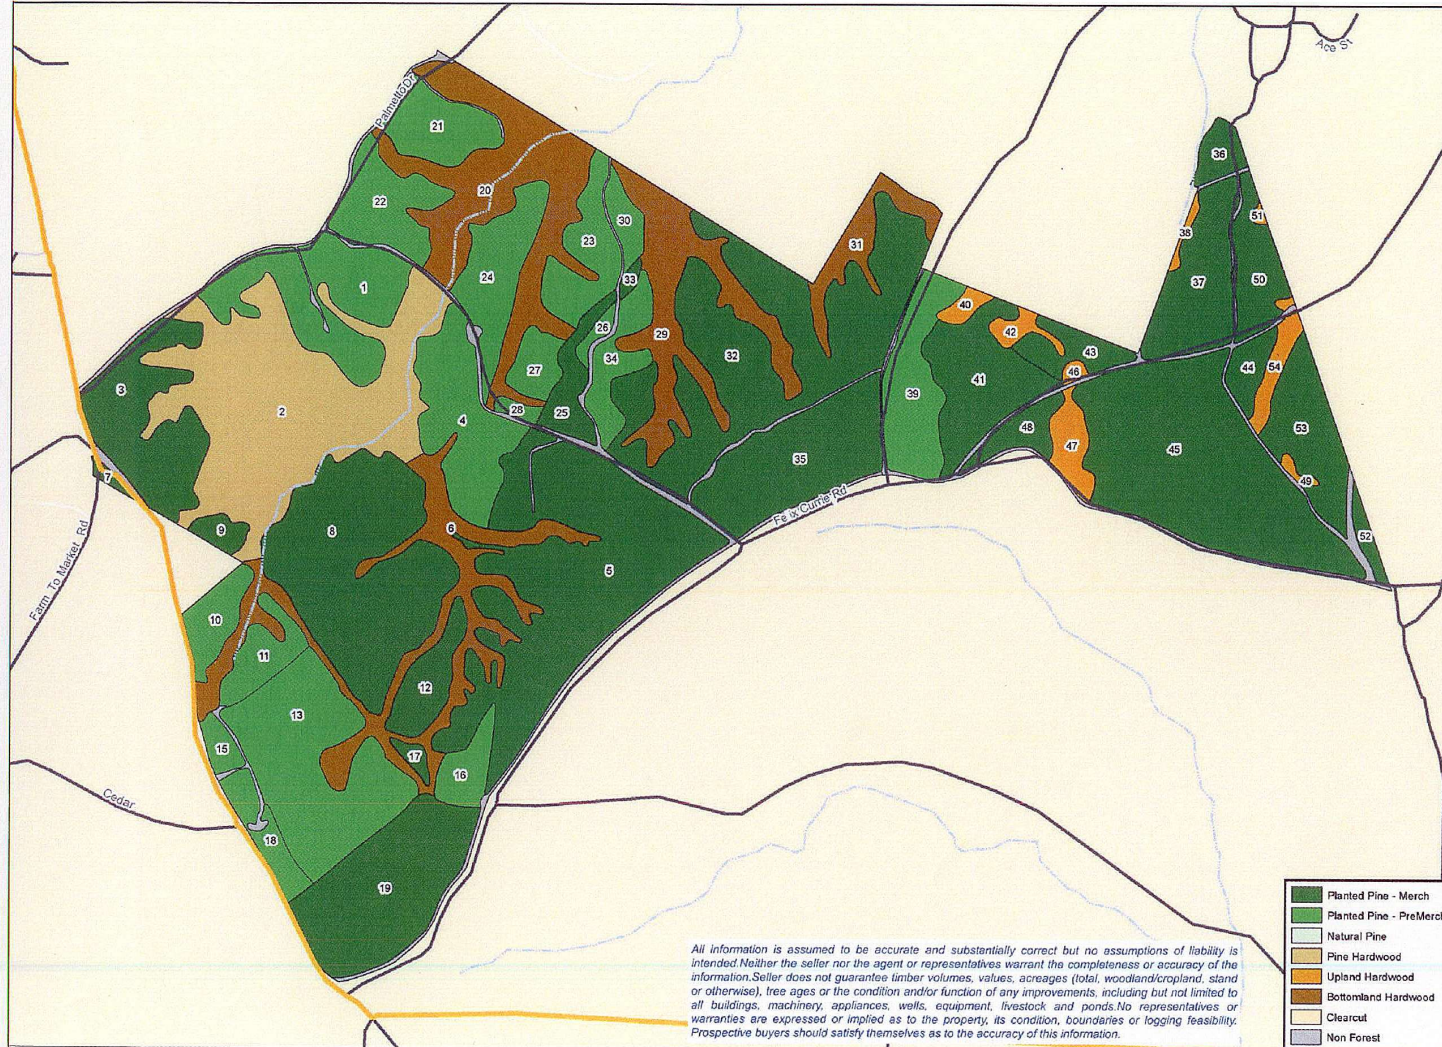 Ace St
Palmetto Dr
36
21
20
51
22
38
30
23
31
24
33
50
37
1
40
26
42
29
34
43
32
46
44
54
27
41
3
39
28
2
25
4
48
53
47
45
35
7
49
Felix Currie Rd
9
8
6
52
5
Farm To Market Rd
10
11
12
13
15
17
16
Cedar
18
19
Planted Pine - Merch
Planted Pine - PreMerch
Natural Pine
Pine Hardwood
Upland Hardwood
Bottomland Hardwood
Clearcut
Non Forest
All information is assumed to be accurate and substantially correct but no assumptions of liability is
intended.Neither the seller nor the agent or representatives warrant the completeness or accuracy of the
information.Seller does not guarantee timber volumes, values, acreages (total, woodland/cropland, stand
or otherwise), tree ages or the condition and/or function of any improvements, including but not limited to
all buildings, machinery, appliances, wells, equipment, livestock and ponds.No representatives or
warranties are expressed or implied as to the property, its condition, boundaries or logging feasibility.
Prospective buyers should satisfy themselves as to the accuracy of this information.